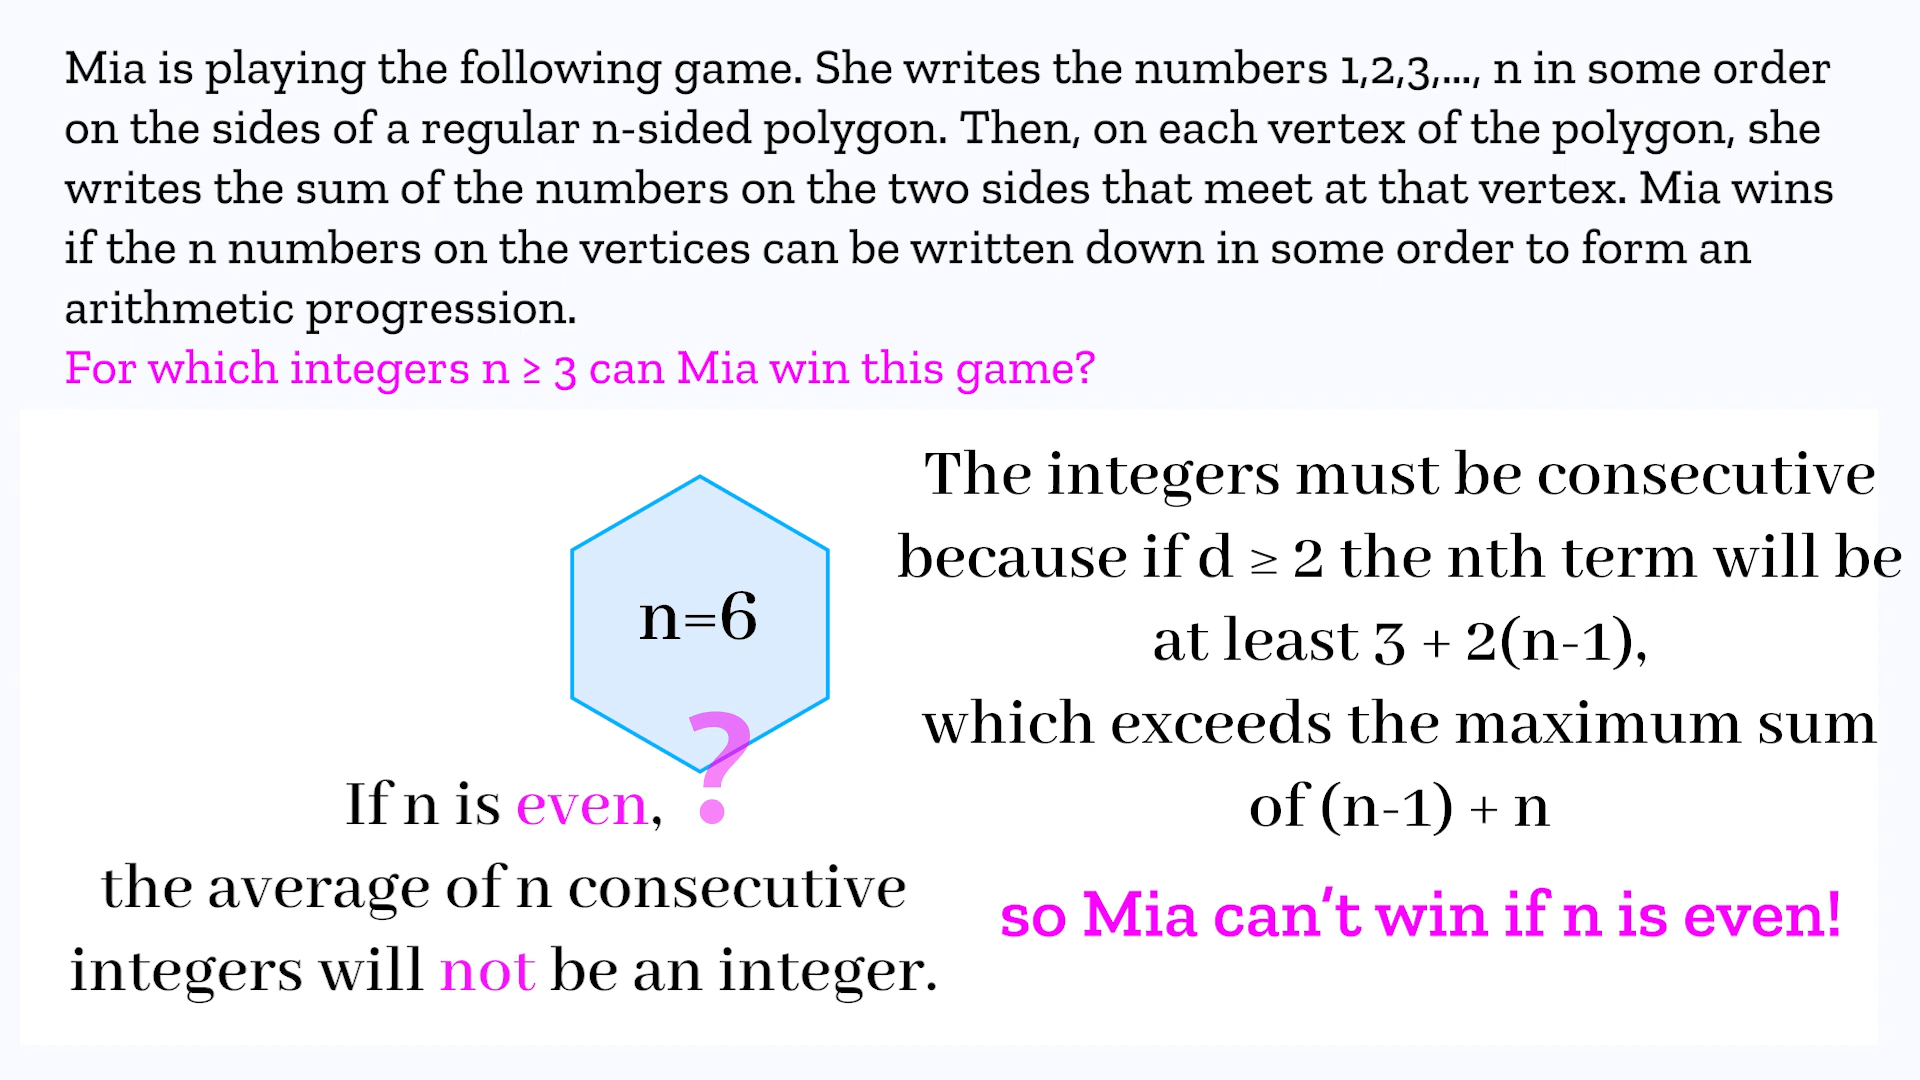 Mia is playing the following game. She writes the numbers 1,2,3,..., n in some order
on the sides of a regular n-sided polygon. Then, on each vertex of the polygon, she
writes the sum of the numbers on the two sides that meet at that vertex. Mia wins
if the n numbers on the vertices can be written down in some order to form an
arithmetic progression.
For which integers n ≥ 3 can Mia win this game?
n=6
?
If n is even,
the average of n consecutive
integers will not be an integer.
The integers must be consecutive
because if d ≥ 2 the nth term will be
at least 3 + 2(n-1),
which exceeds the maximum sum
of (n-1) + n
so Mia can't win if n is even!